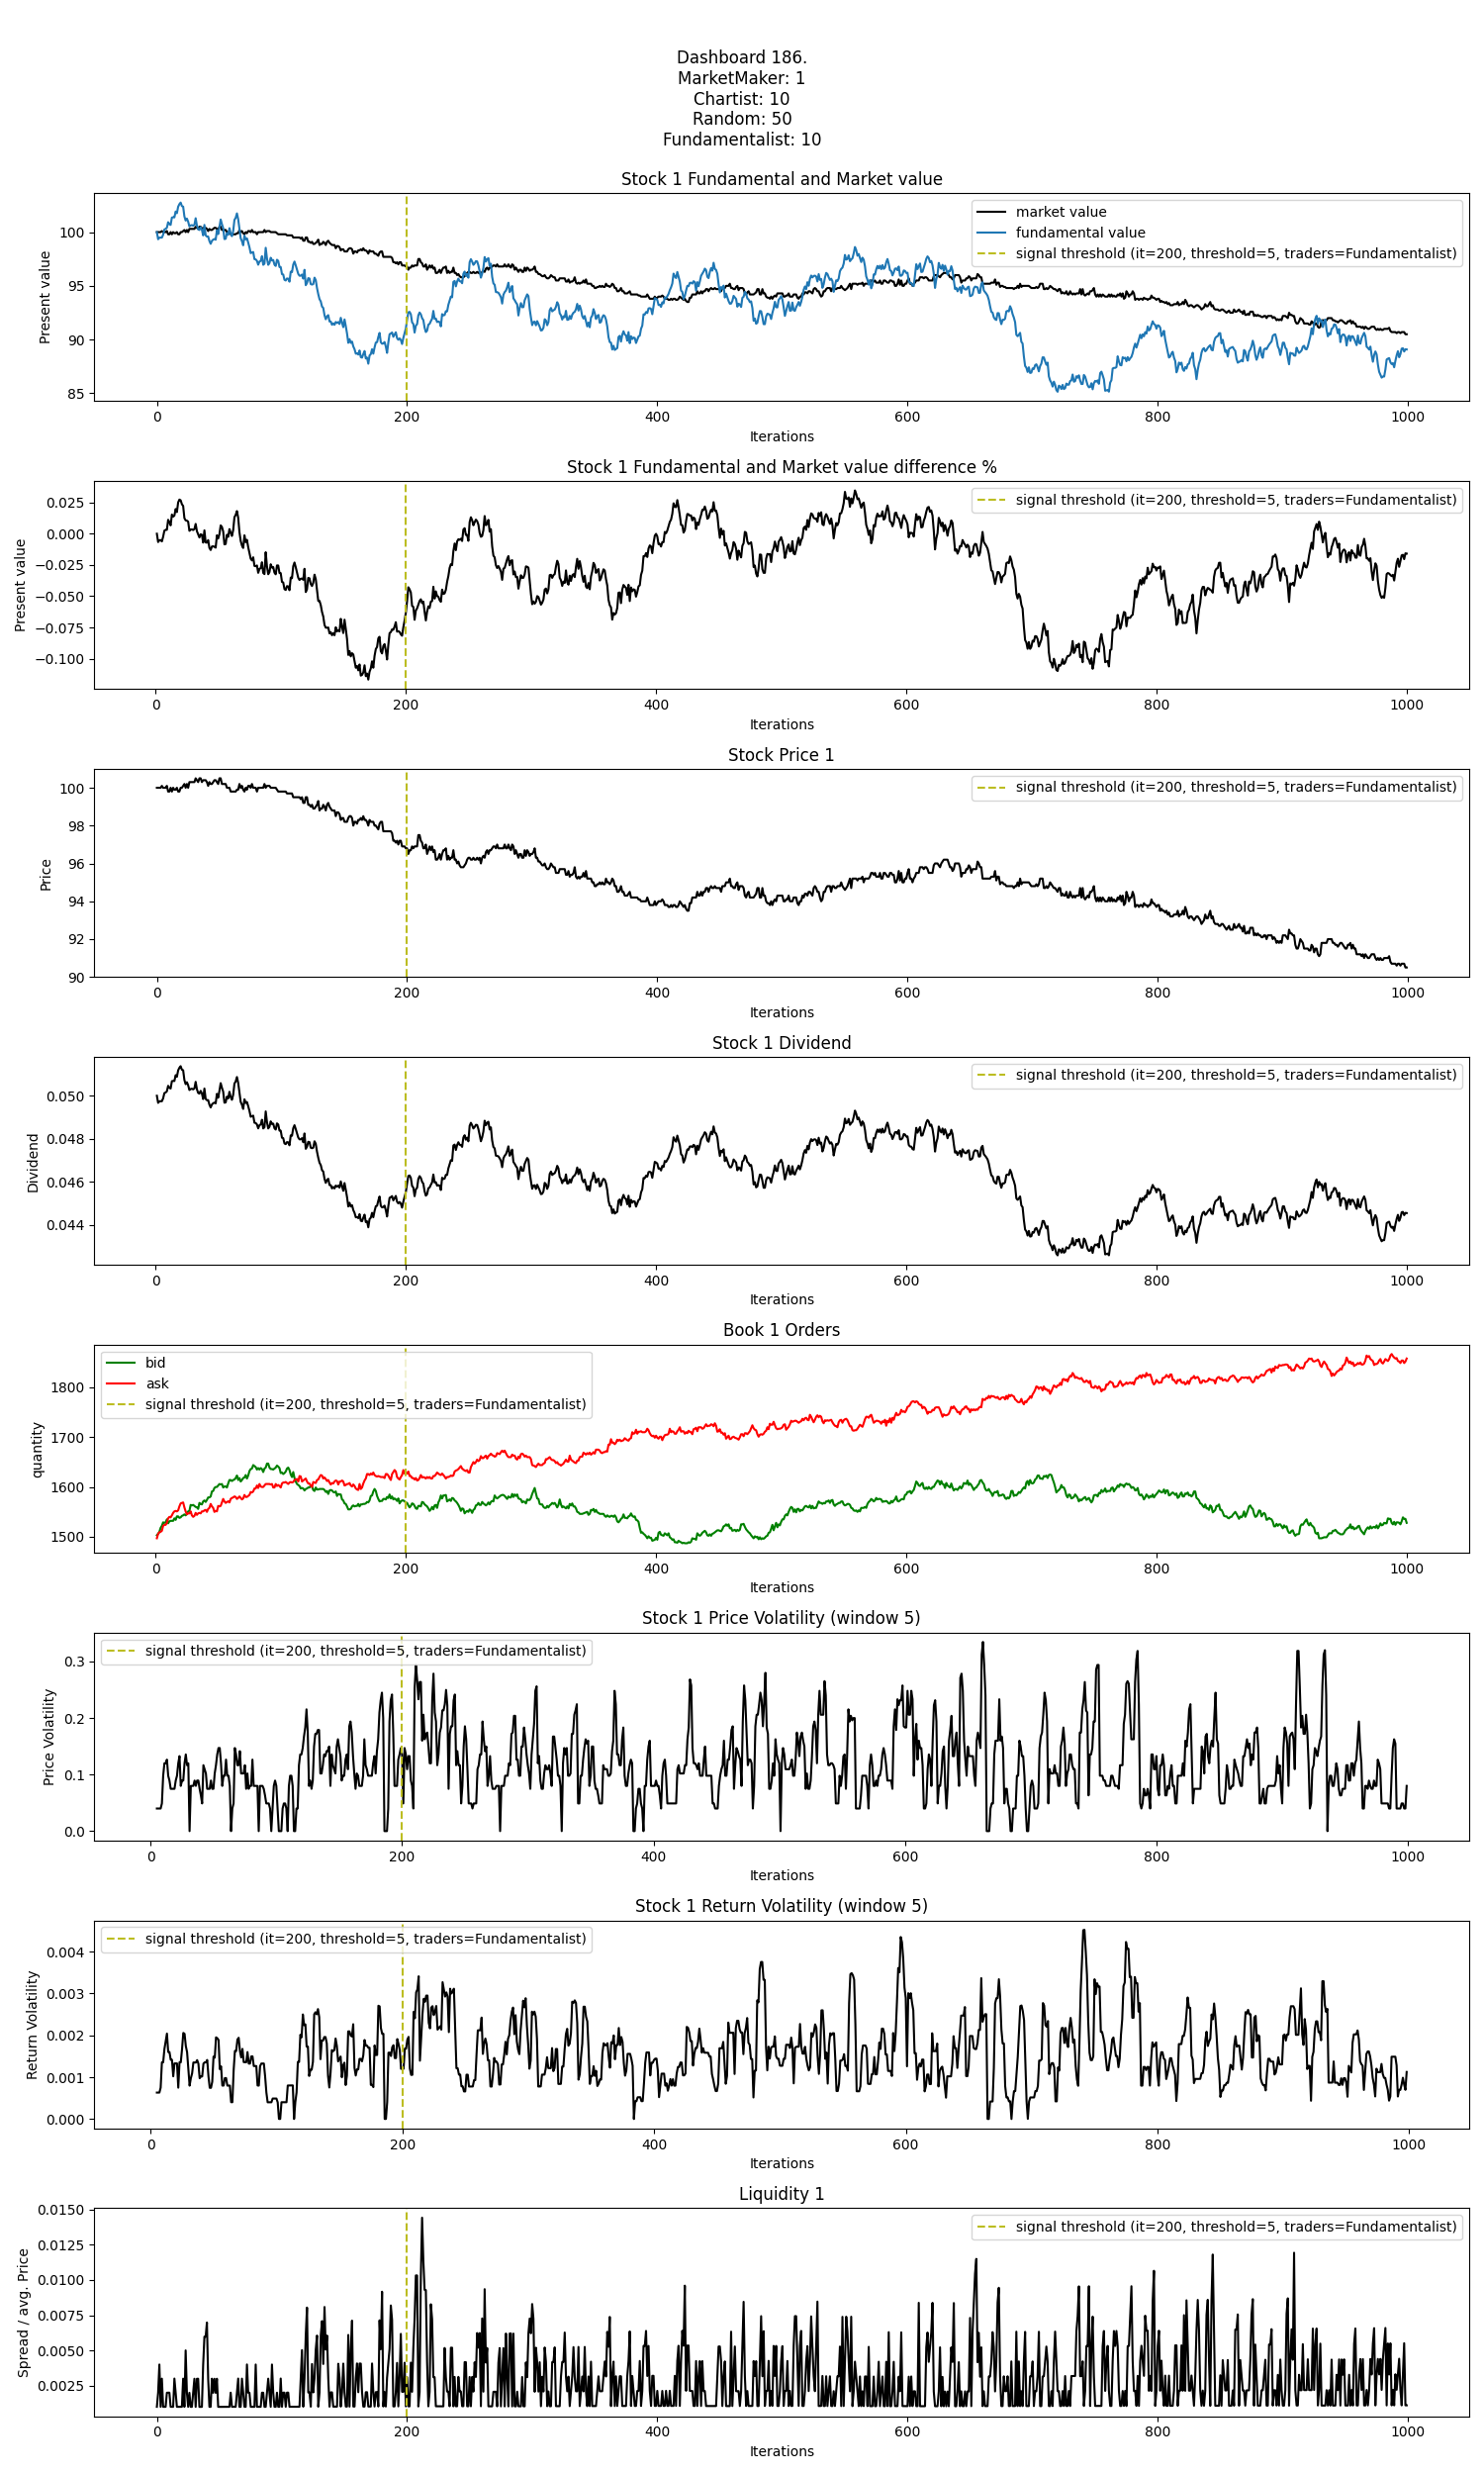 Dashboard 186.
MarketMaker: 1
Chartist: 10
Random: 50
Fundamentalist: 10
Stock 1 Fundamental and Market value
Present value
100
95
90
85
market value
fundamental value
signal threshold (it=200, threshold=5, traders=Fundamentalist)
0 200 400 600 800 1000
Iterations
Stock 1 Fundamental and Market value difference %
Present value
0.025
0.000
−0.025
−0.050
−0.075
−0.100
signal threshold (it=200, threshold=5, traders=Fundamentalist)
0 200 400 600 800 1000
Iterations
Stock Price 1
Price
100
98
96
94
92
90
signal threshold (it=200, threshold=5, traders=Fundamentalist)
0 200 400 600 800 1000
Iterations
Stock 1 Dividend
Dividend
0.050
0.048
0.046
0.044
signal threshold (it=200, threshold=5, traders=Fundamentalist)
0 200 400 600 800 1000
Iterations
Book 1 Orders
quantity
1800
1700
1600
1500
bid
ask
signal threshold (it=200, threshold=5, traders=Fundamentalist)
0 200 400 600 800 1000
Iterations
Stock 1 Price Volatility (window 5)
Price Volatility
0.3
0.2
0.1
0.0
signal threshold (it=200, threshold=5, traders=Fundamentalist)
0 200 400 600 800 1000
Iterations
Stock 1 Return Volatility (window 5)
Return Volatility
0.004
0.003
0.002
0.001
0.000
signal threshold (it=200, threshold=5, traders=Fundamentalist)
0 200 400 600 800 1000
Iterations
Liquidity 1
Spread / avg. Price
0.0150
0.0125
0.0100
0.0075
0.0050
0.0025
signal threshold (it=200, threshold=5, traders=Fundamentalist)
0 200 400 600 800 1000
Iterations